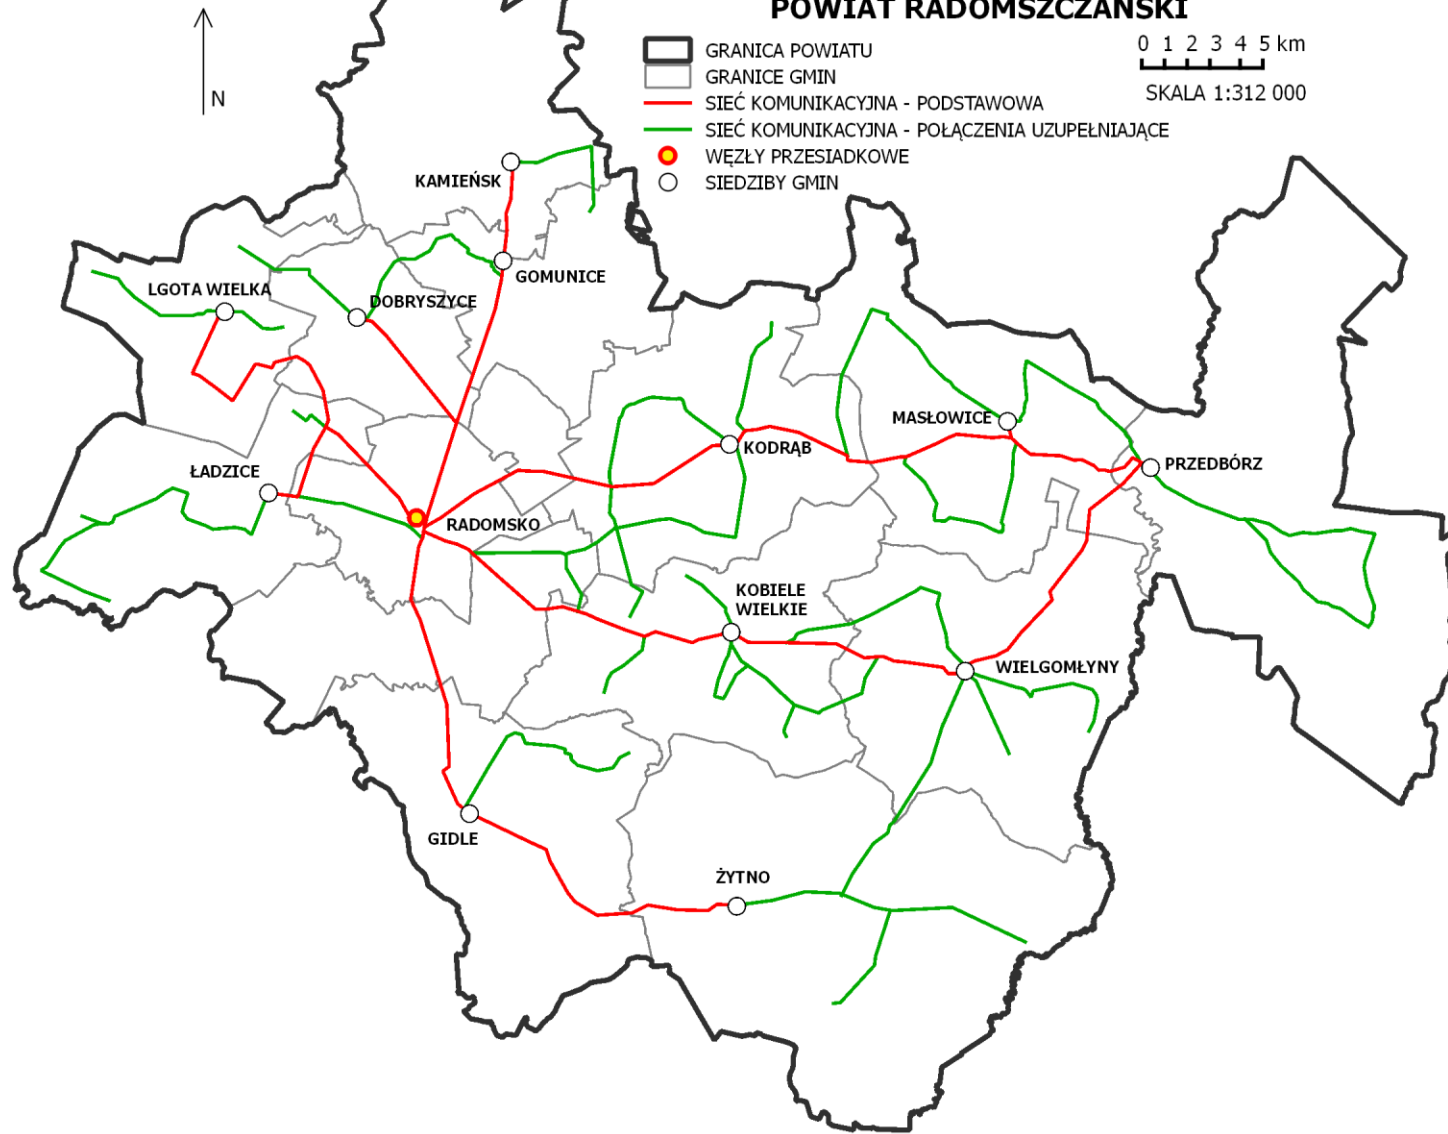 POWIAT RADOMSZCZAŃSKI
GRANICA POWIATU
GRANICE GMIN
SIEĆ KOMUNIKACYJNA - PODSTAWOWA
SIEĆ KOMUNIKACYJNA - POŁĄCZENIA UZUPEŁNIAJĄCE
WĘZŁY PRZESIADKOWE
SIEDZIBY GMIN
0 1 2 3 4 5 km
SKALA 1:312 000
N
KAMIEŃSK
GOMUNICE
LGOTA WIELKA
DOBRYSZYCE
MASŁOWICE
KODRĄB
PRZEDBÓRZ
ŁADZICE
RADOMSKO
KOBIELE
WIELKIE
WIELGOMŁYNY
GIDLE
ŻYTNO